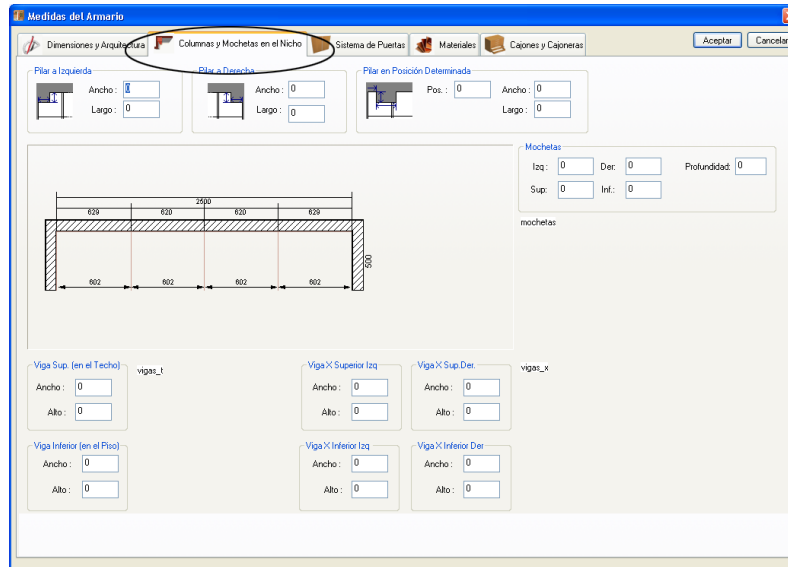 Medidas del Armario
Dimensiones y Arquitectura
Columnas y Mochetas en el Nicho
Sistema de Puertas
Materiales
Cajones y Cajoneras
Aceptar
Cancelar
Pilar a Izquierda
Ancho : 0
Largo : 0
Pilar a Derecha
Ancho : 0
Largo : 0
Pilar en Posición Determinada
Pos. : 0
Ancho : 0
Largo : 0
Mochetas
Izq : 0 Der: 0 Profundidad: 0
Sup: 0 Inf.: 0
mochetas
2500
629 620 620 629
500
602 602 602 602
Viga Sup. (en el Techo)
Ancho : 0
Alto : 0
vigas_t
Viga X Superior Izq
Ancho : 0
Alto : 0
Viga X Sup.Der.
Ancho : 0
Alto : 0
vigas_x
Viga Inferior (en el Piso)
Ancho : 0
Alto : 0
Viga X Inferior Izq
Ancho : 0
Alto : 0
Viga X Inferior Der
Ancho : 0
Alto : 0